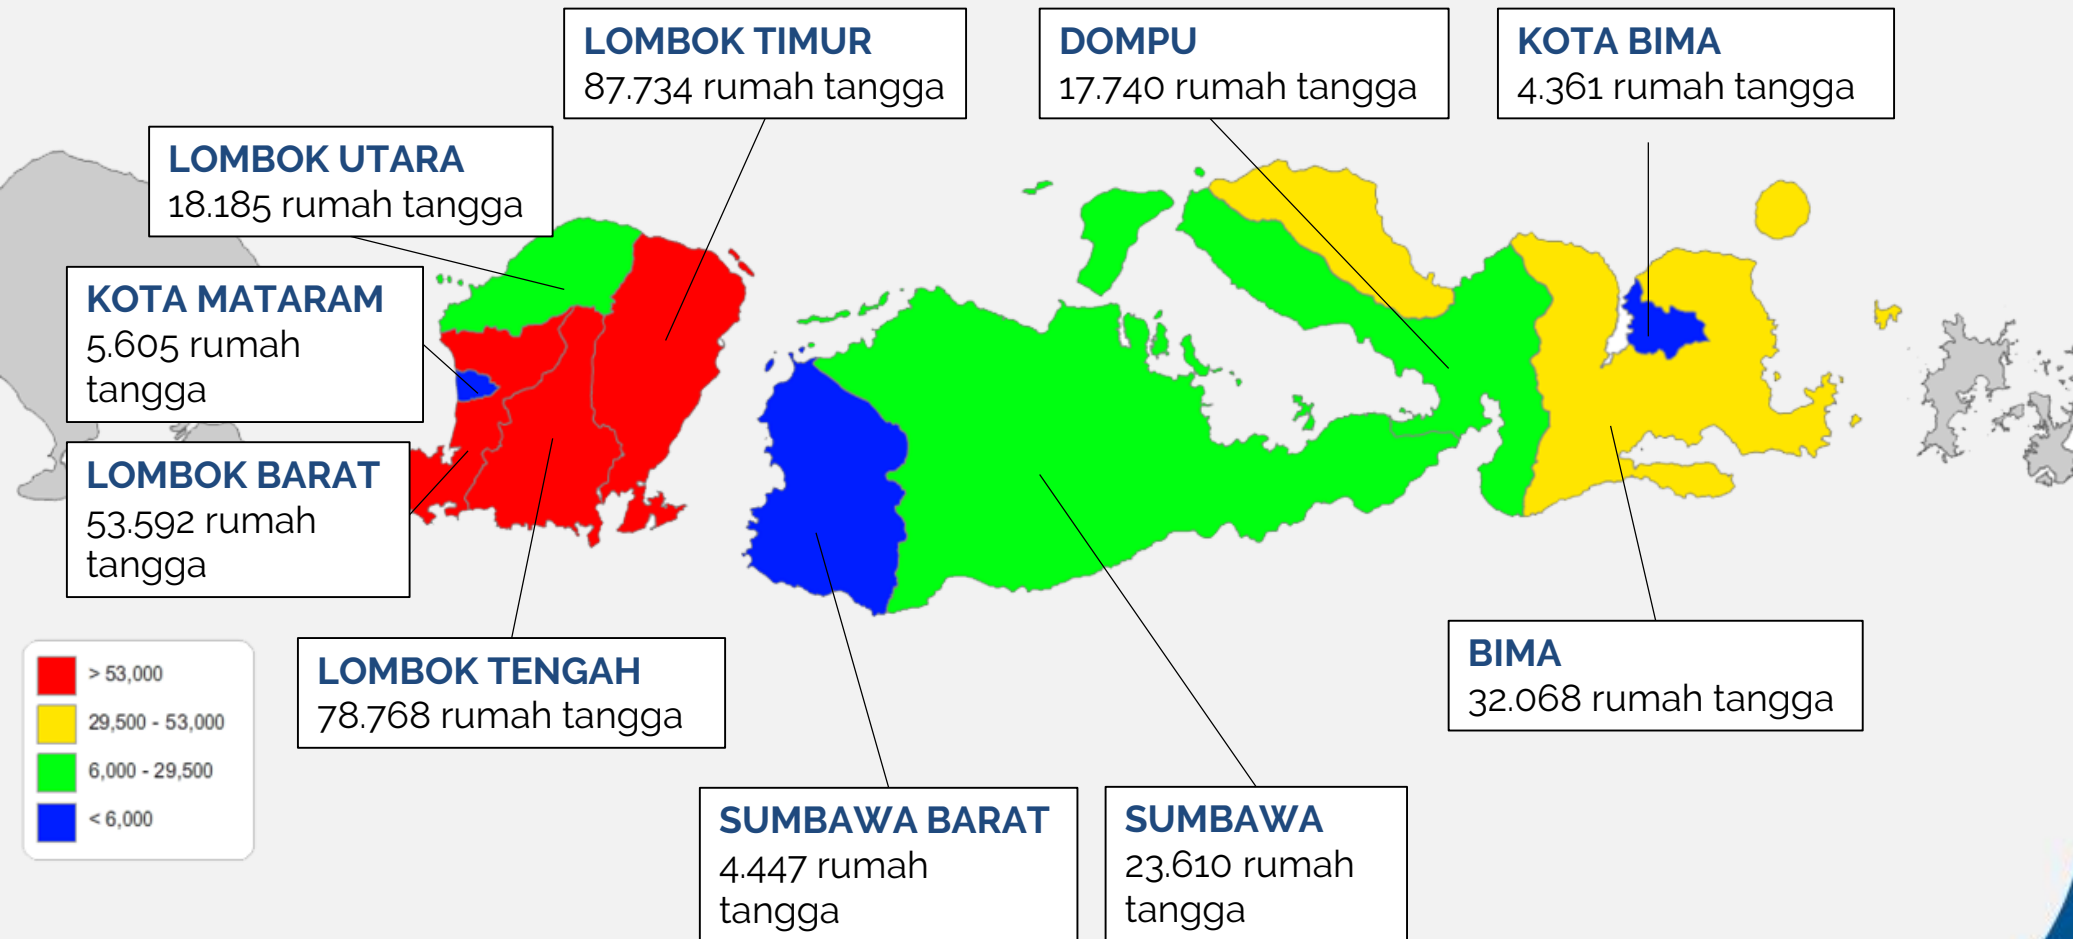 LOMBOK TIMUR
87.734 rumah tangga
DOMPU
17.740 rumah tangga
KOTA BIMA
4.361 rumah tangga
LOMBOK UTARA
18.185 rumah tangga
KOTA MATARAM
5.605 rumah
tangga
LOMBOK BARAT
53.592 rumah
tangga
LOMBOK TENGAH
78.768 rumah tangga
BIMA
32.068 rumah tangga
SUMBAWA BARAT
4.447 rumah
tangga
SUMBAWA
23.610 rumah
tangga
> 53,000
29,500 - 53,000
6,000 - 29,500
< 6,000